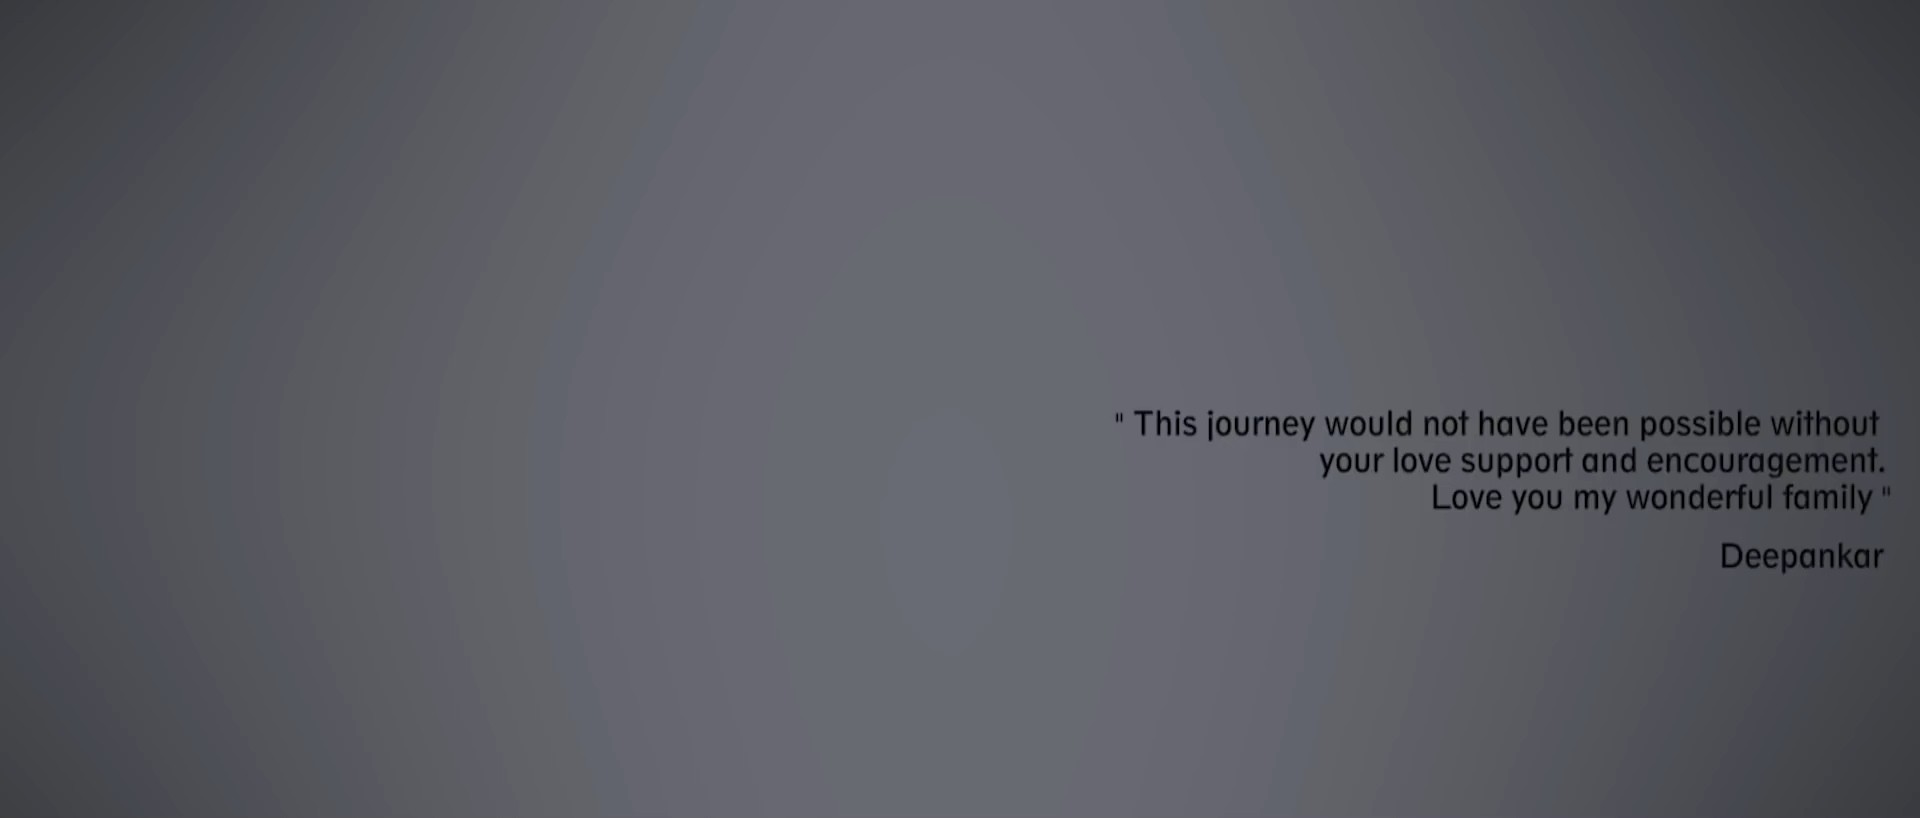 " This journey would not have been possible without
your love support and encouragement.
Love you my wonderful family "
Deepankar